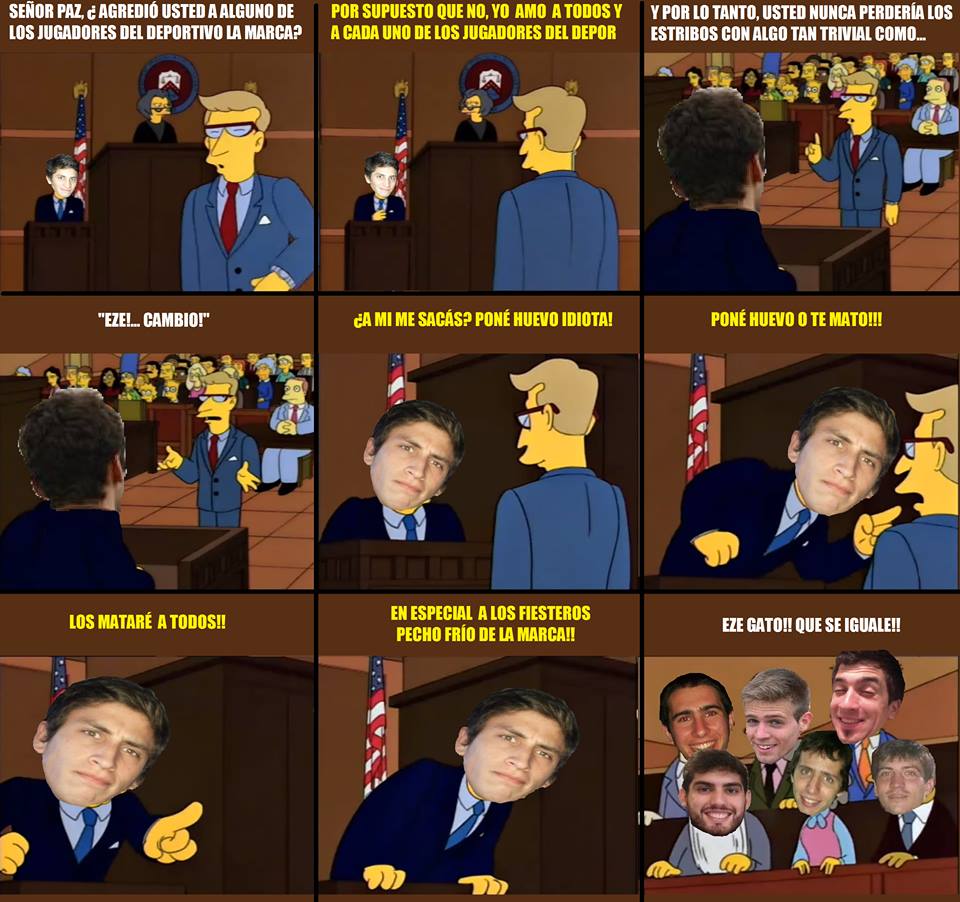 SEÑOR PAZ, ¿ AGREDIÓ USTED A ALGUNO DE
LOS JUGADORES DEL DEPORTIVO LA MARCA?
POR SUPUESTO QUE NO, YO AMO A TODOS Y
A CADA UNO DE LOS JUGADORES DEL DEPOR
Y POR LO TANTO, USTED NUNCA PERDERÍA LOS
ESTRIBOS CON ALGO TAN TRIVIAL COMO...
"EZE!... CAMBIO!"
¿A MI ME SACÁS? PONÉ HUEVO IDIOTA!
PONÉ HUEVO O TE MATO!!!
LOS MATARÉ A TODOS!!
EN ESPECIAL A LOS FIESTEROS
PECHO FRÍO DE LA MARCA!!
EZE GATO!! QUE SE IGUALE!!